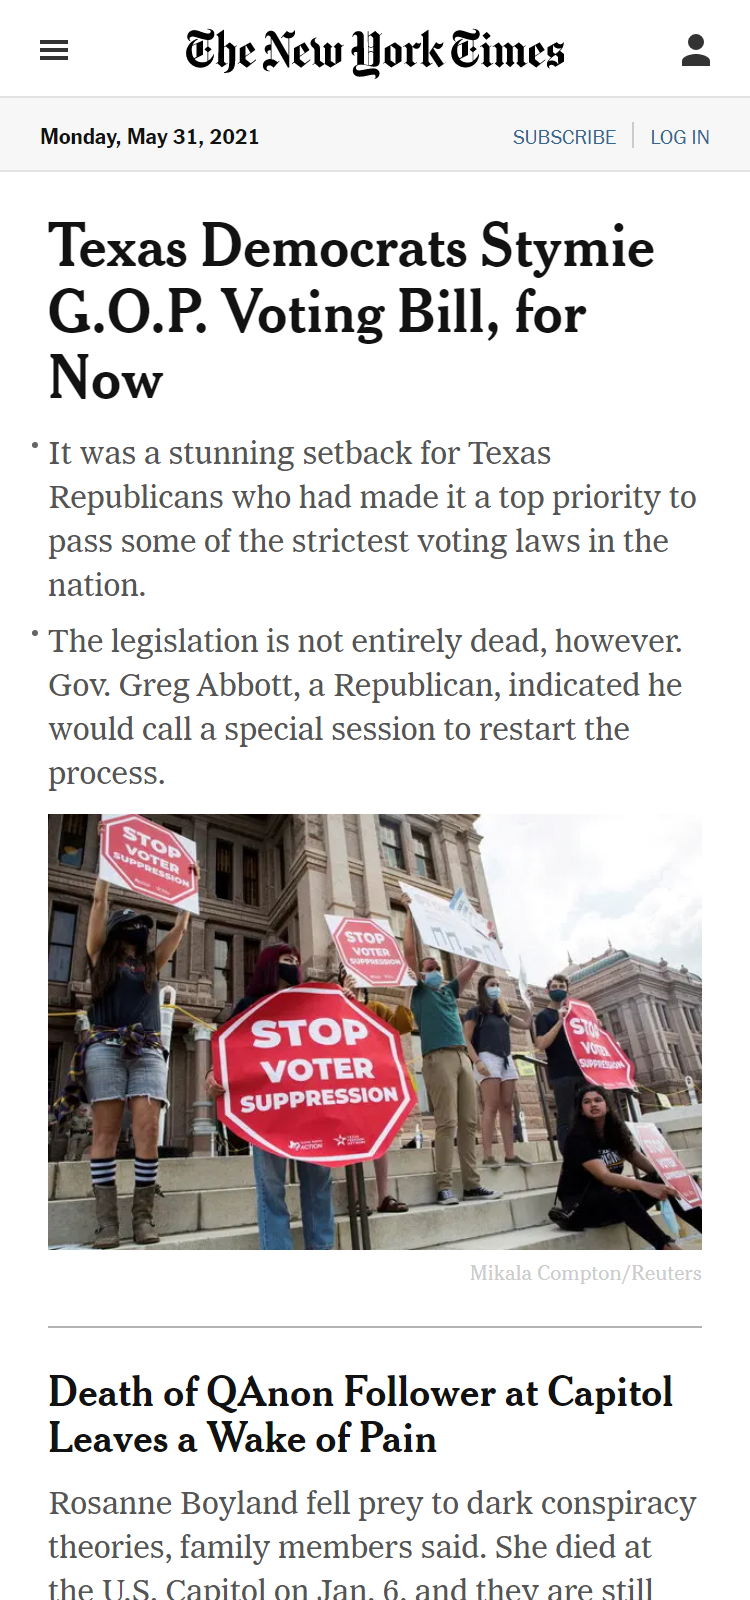 The New York Times
Monday, May 31, 2021
SUBSCRIBE
LOG IN
Texas Democrats Stymie
G.O.P. Voting Bill, for
Now
• It was a stunning setback for Texas
Republicans who had made it a top priority to
pass some of the strictest voting laws in the
nation.
• The legislation is not entirely dead, however.
Gov. Greg Abbott, a Republican, indicated he
would call a special session to restart the
process.
STOP
VOTER
SUPPRESSION
STOP
VOTER
SUPPRESSION
STOP
VOTER
SUPPRESSION
ACTION
STOP
VOTER
SUPPRESSION
Mikala Compton/Reuters
Death of QAnon Follower at Capitol
Leaves a Wake of Pain
Rosanne Boyland fell prey to dark conspiracy
theories, family members said. She died at
the U.S. Capitol on Jan. 6, and they are still